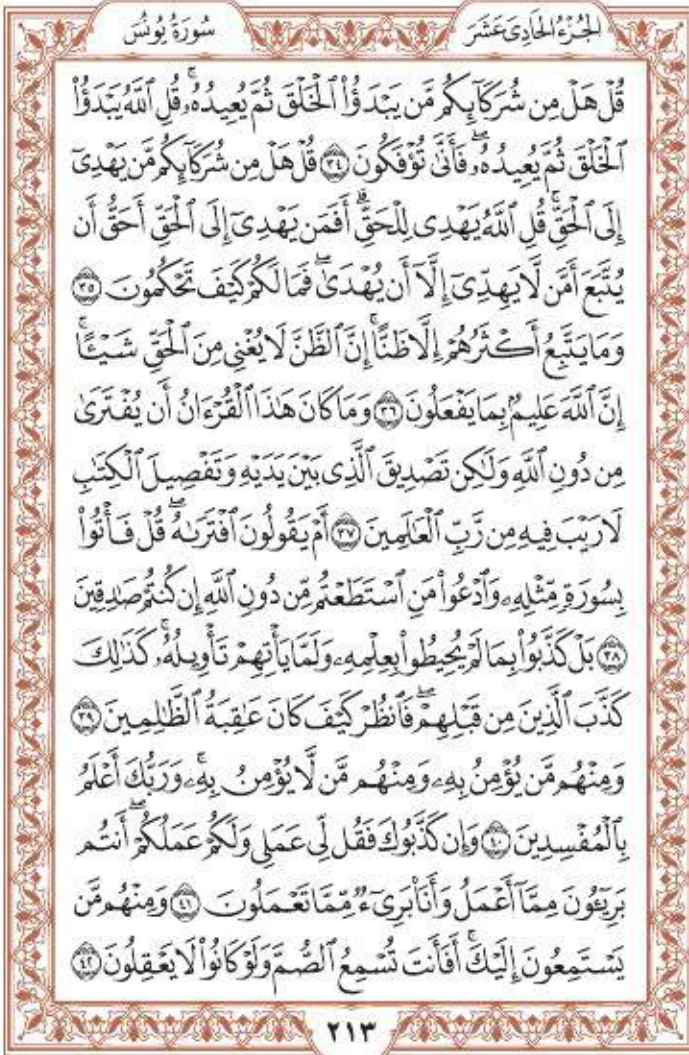 الجُزْءُ الحَادِىَ عَشَرَ
سُورَةُ يُونُسَ
قُلْ هَلْ مِن شُرَكَآئِكُم مَّن يَبْدَؤُاْ ٱلْخَلْقَ ثُمَّ يُعِيدُهُۥۚ قُلِ ٱللَّهُ يَبْدَؤُاْ
ٱلْخَلْقَ ثُمَّ يُعِيدُهُۥۖ فَأَنَّىٰ تُؤْفَكُونَ ٣٤ قُلْ هَلْ مِن شُرَكَآئِكُم مَّن يَهْدِىٓ
إِلَى ٱلْحَقِّۚ قُلِ ٱللَّهُ يَهْدِى لِلْحَقِّۗ أَفَمَن يَهْدِىٓ إِلَى ٱلْحَقِّ أَحَقُّ أَن
يُتَّبَعَ أَمَّن لَّا يَهِدِّىٓ إِلَّآ أَن يُهْدَىٰۖ فَمَا لَكُمْ كَيْفَ تَحْكُمُونَ ٣٥
وَمَا يَتَّبِعُ أَكْثَرُهُمْ إِلَّا ظَنًّاۚ إِنَّ ٱلظَّنَّ لَا يُغْنِى مِنَ ٱلْحَقِّ شَيْـًٔاۚ
إِنَّ ٱللَّهَ عَلِيمٌۢ بِمَا يَفْعَلُونَ ٣٦ وَمَا كَانَ هَٰذَا ٱلْقُرْءَانُ أَن يُفْتَرَىٰ
مِن دُونِ ٱللَّهِ وَلَٰكِن تَصْدِيقَ ٱلَّذِى بَيْنَ يَدَيْهِ وَتَفْصِيلَ ٱلْكِتَٰبِ
لَا رَيْبَ فِيهِ مِن رَّبِّ ٱلْعَٰلَمِينَ ٣٧ أَمْ يَقُولُونَ ٱفْتَرَىٰهُۖ قُلْ فَأْتُواْ
بِسُورَةٍ مِّثْلِهِۦ وَٱدْعُواْ مَنِ ٱسْتَطَعْتُم مِّن دُونِ ٱللَّهِ إِن كُنتُمْ صَٰدِقِينَ
٣٨ بَلْ كَذَّبُواْ بِمَا لَمْ يُحِيطُواْ بِعِلْمِهِۦ وَلَمَّا يَأْتِهِمْ تَأْوِيلُهُۥۚ كَذَٰلِكَ
كَذَّبَ ٱلَّذِينَ مِن قَبْلِهِمْۖ فَٱنظُرْ كَيْفَ كَانَ عَٰقِبَةُ ٱلظَّٰلِمِينَ ٣٩
وَمِنْهُم مَّن يُؤْمِنُ بِهِۦ وَمِنْهُم مَّن لَّا يُؤْمِنُ بِهِۦۚ وَرَبُّكَ أَعْلَمُ
بِٱلْمُفْسِدِينَ ٤٠ وَإِن كَذَّبُوكَ فَقُل لِّى عَمَلِى وَلَكُمْ عَمَلُكُمْۖ أَنتُم
بَرِيٓـُٔونَ مِمَّآ أَعْمَلُ وَأَنَا۠ بَرِىٓءٌ مِّمَّا تَعْمَلُونَ ٤١ وَمِنْهُم مَّن
يَسْتَمِعُونَ إِلَيْكَۚ أَفَأَنتَ تُسْمِعُ ٱلصُّمَّ وَلَوْ كَانُواْ لَا يَعْقِلُونَ ٤٢
٢١٣